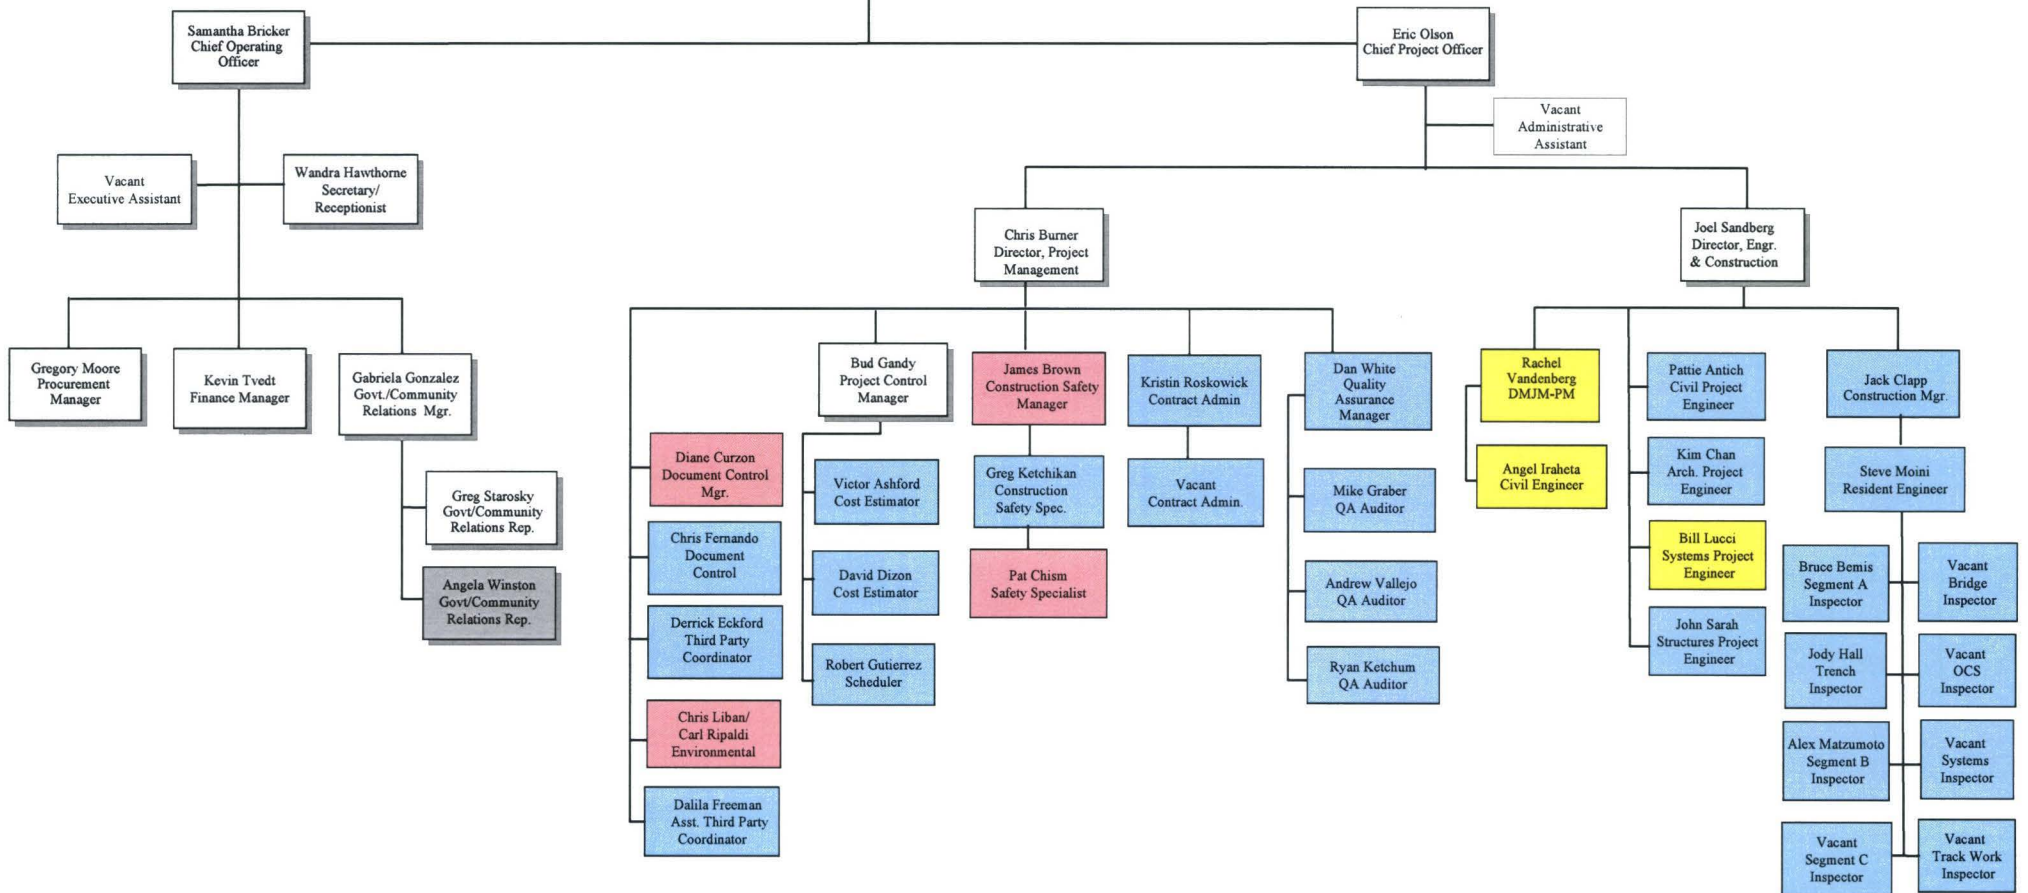 Samantha Bricker
Chief Operating
Officer
Eric Olson
Chief Project Officer
Vacant
Administrative
Assistant
Vacant
Executive Assistant
Wandra Hawthorne
Secretary/
Receptionist
Chris Burner
Director, Project
Management
Joel Sandberg
Director, Engr.
& Construction
Gregory Moore
Procurement
Manager
Kevin Tvedt
Finance Manager
Gabriela Gonzalez
Govt./Community
Relations Mgr.
Greg Starosky
Govt/Community
Relations Rep.
Angela Winston
Govt/Community
Relations Rep.
Diane Curzon
Document Control
Mgr.
Chris Fernando
Document
Control
Derrick Eckford
Third Party
Coordinator
Chris Liban/
Carl Ripaldi
Environmental
Dalila Freeman
Asst. Third Party
Coordinator
Bud Gandy
Project Control
Manager
Victor Ashford
Cost Estimator
David Dizon
Cost Estimator
Robert Gutierrez
Scheduler
James Brown
Construction Safety
Manager
Greg Ketchikan
Construction
Safety Spec.
Pat Chism
Safety Specialist
Kristin Roskowick
Contract Admin
Vacant
Contract Admin.
Dan White
Quality
Assurance
Manager
Mike Graber
QA Auditor
Andrew Vallejo
QA Auditor
Ryan Ketchum
QA Auditor
Rachel
Vandenberg
DMJM-PM
Angel Iraheta
Civil Engineer
Pattie Antich
Civil Project
Engineer
Kim Chan
Arch. Project
Engineer
Bill Lucci
Systems Project
Engineer
John Sarah
Structures Project
Engineer
Jack Clapp
Construction Mgr.
Steve Moini
Resident Engineer
Bruce Bemis
Segment A
Inspector
Vacant
Bridge
Inspector
Jody Hall
Trench
Inspector
Vacant
OCS
Inspector
Alex Matzumoto
Segment B
Inspector
Vacant
Systems
Inspector
Vacant
Segment C
Inspector
Vacant
Track Work
Inspector